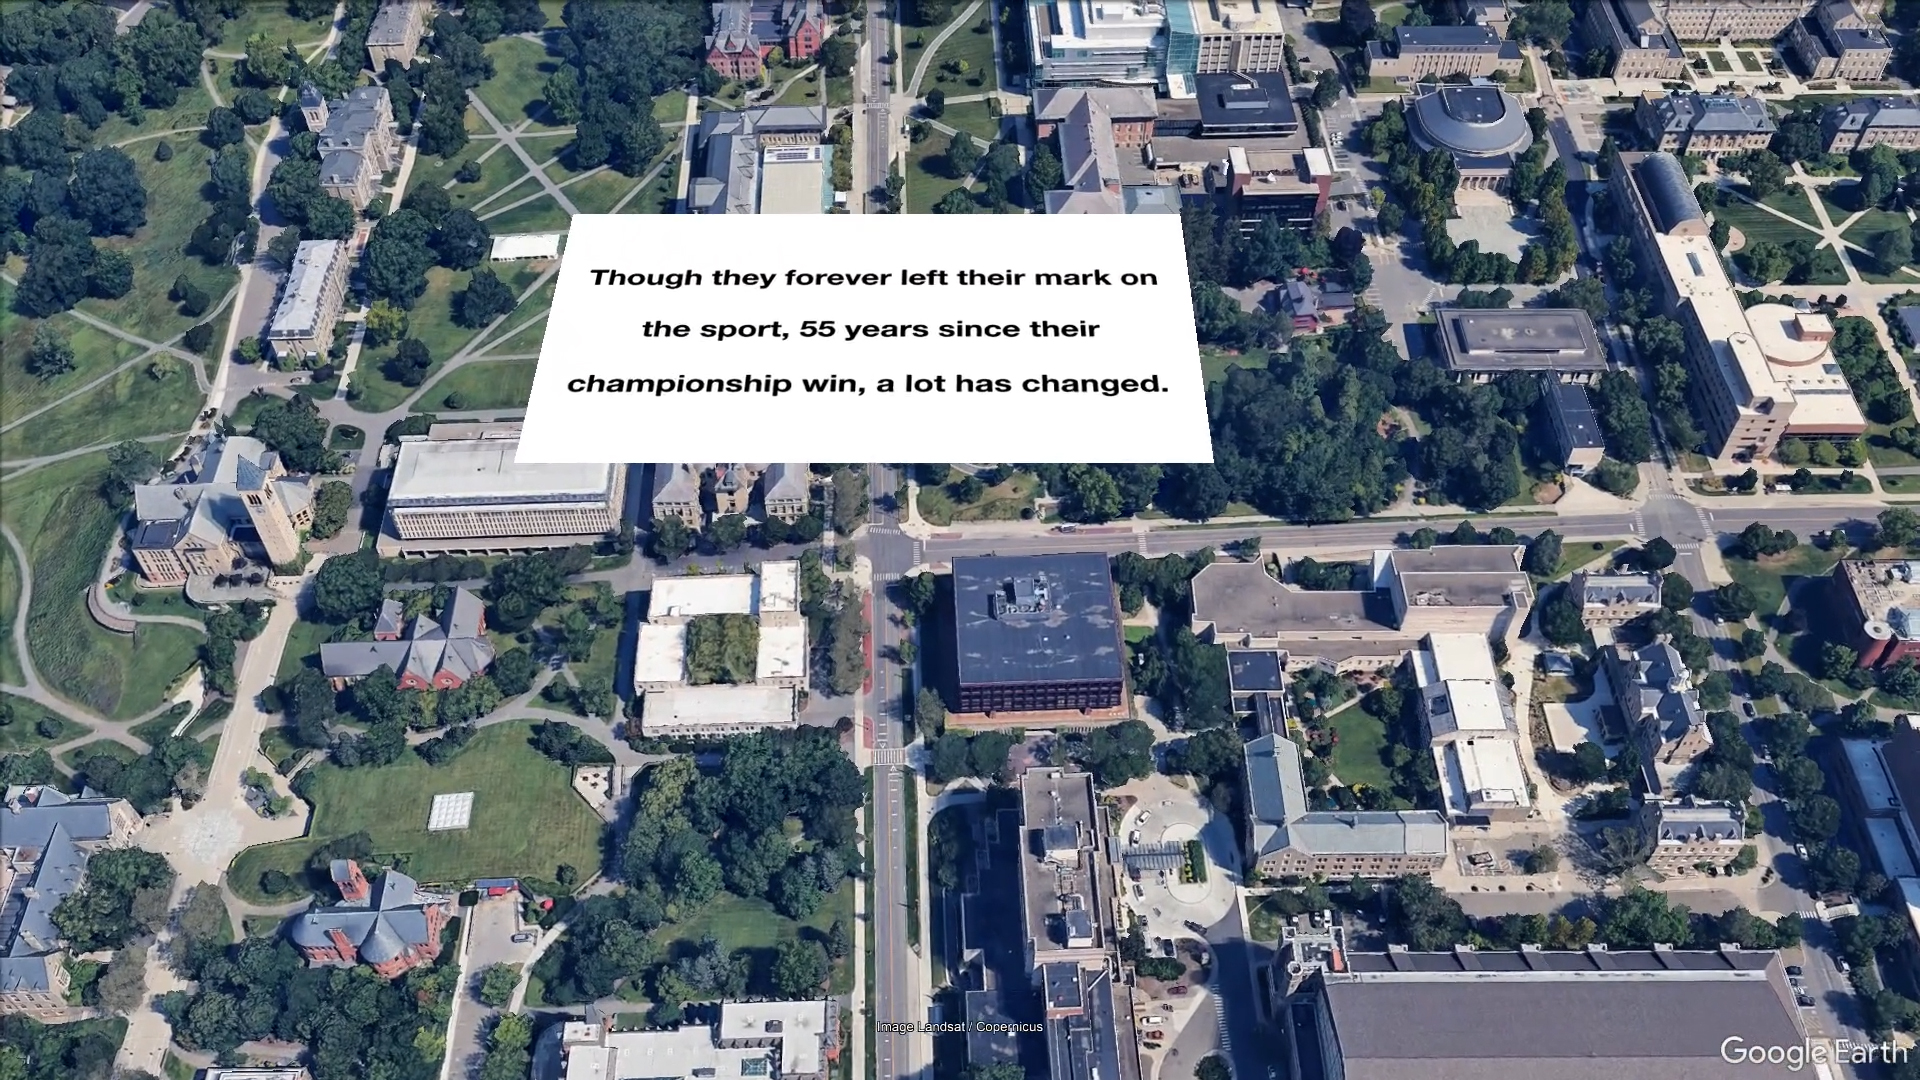 Though they forever left their mark on
the sport, 55 years since their
championship win, a lot has changed.
Image Landsat / Copernicus
Google Earth